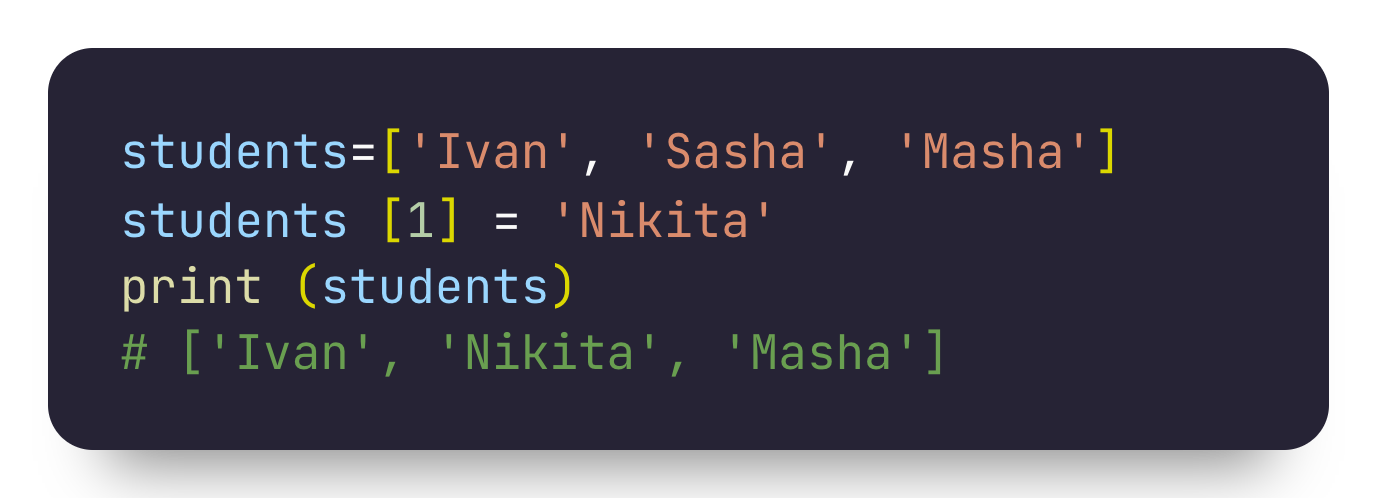 students=['Ivan', 'Sasha', 'Masha']
students [1] = 'Nikita'
print (students)
# ['Ivan', 'Nikita', 'Masha']